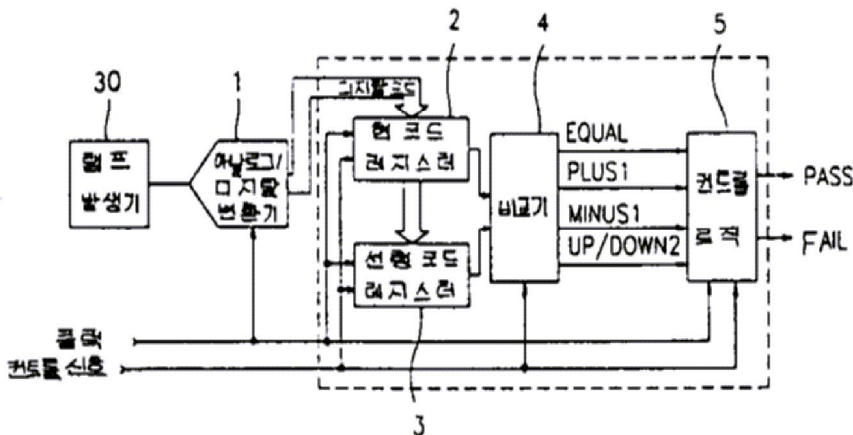 2
4
5
30
1
디지탈코드
램프
발생기
아날로그/
디지탈
변환기
현 코드
레지스터
선행코드
레지스터
비교기
EQUAL
PLUS1
MINUS1
UP/DOWN2
컨트롤
로직
PASS
FAIL
클럭
컨트롤 신호
3